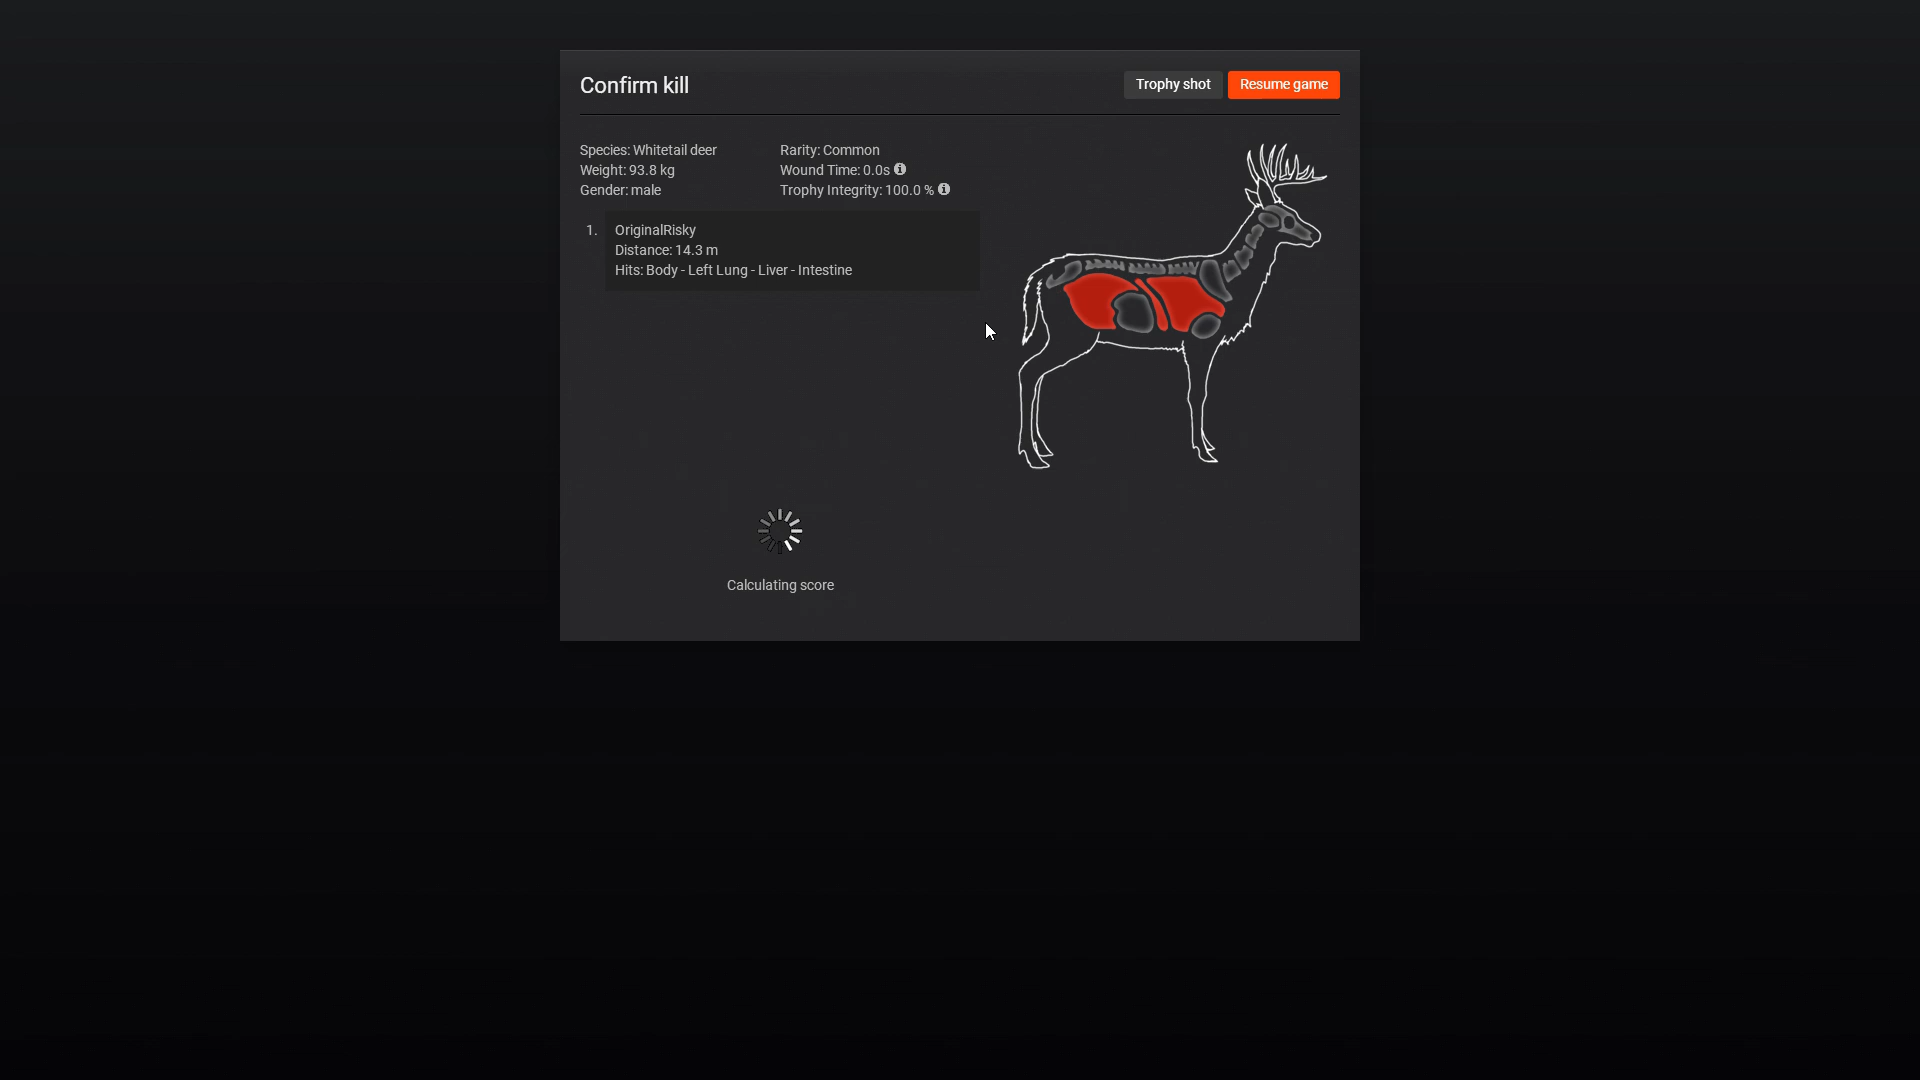 Confirm kill
Trophy shot
Resume game
Species: Whitetail deer
Rarity: Common
Weight: 93.8 kg
Wound Time: 0.0s
Gender: male
Trophy Integrity: 100.0 %
1.
OriginalRisky
Distance: 14.3 m
Hits: Body - Left Lung - Liver - Intestine
Calculating score